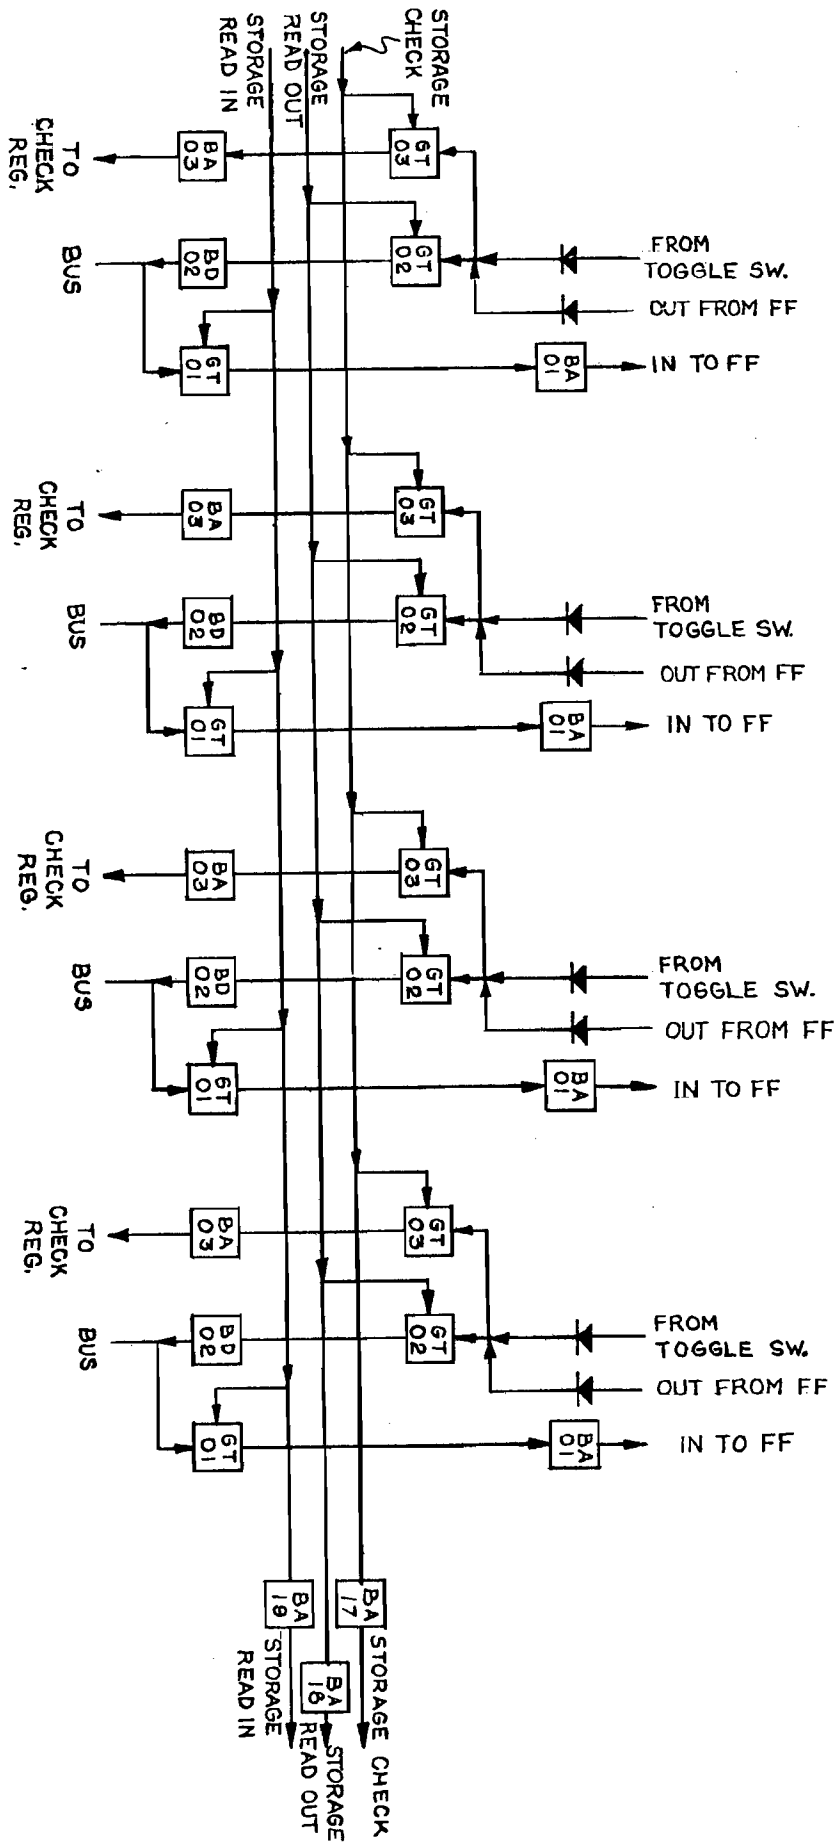 STORAGE
CHECK
STORAGE
READ OUT
STORAGE
READ IN
GT
03
BA
03
TO
CHECK
REG.
GT
02
BD
02
BUS
FROM
TOGGLE SW.
OUT FROM FF
GT
01
BA
01
IN TO FF
GT
03
BA
03
TO
CHECK
REG.
GT
02
BD
02
BUS
FROM
TOGGLE SW.
OUT FROM FF
GT
01
BA
01
IN TO FF
GT
03
BA
03
TO
CHECK
REG.
GT
02
BD
02
BUS
FROM
TOGGLE SW.
OUT FROM FF
GT
01
BA
01
IN TO FF
GT
03
BA
03
TO
CHECK
REG.
GT
02
BD
02
BUS
FROM
TOGGLE SW.
OUT FROM FF
GT
01
BA
01
IN TO FF
BA
17
STORAGE CHECK
BA
18
STORAGE
READ OUT
BA
19
STORAGE
READ IN